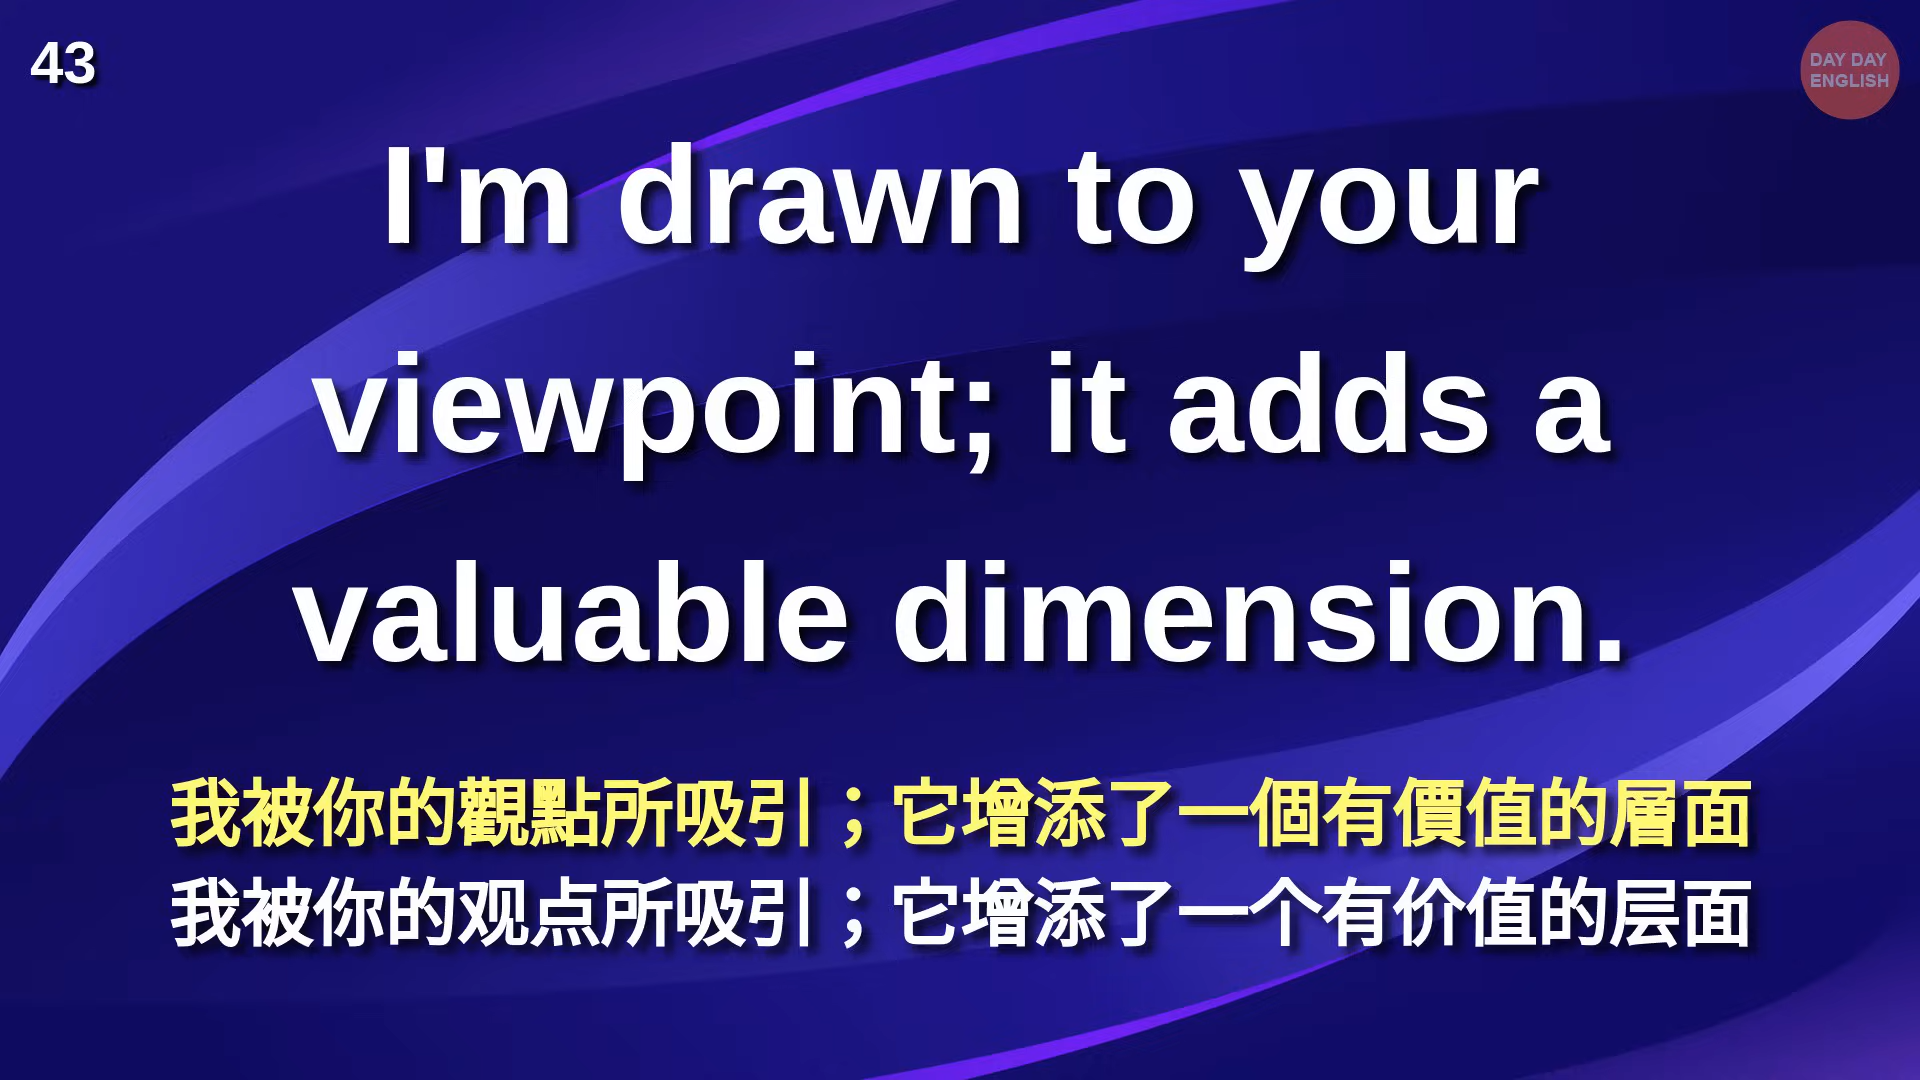 43
DAY DAY
ENGLISH
I'm drawn to your
viewpoint; it adds a
valuable dimension.
我被你的觀點所吸引；它增添了一個有價值的層面
我被你的观点所吸引；它增添了一个有价值的层面